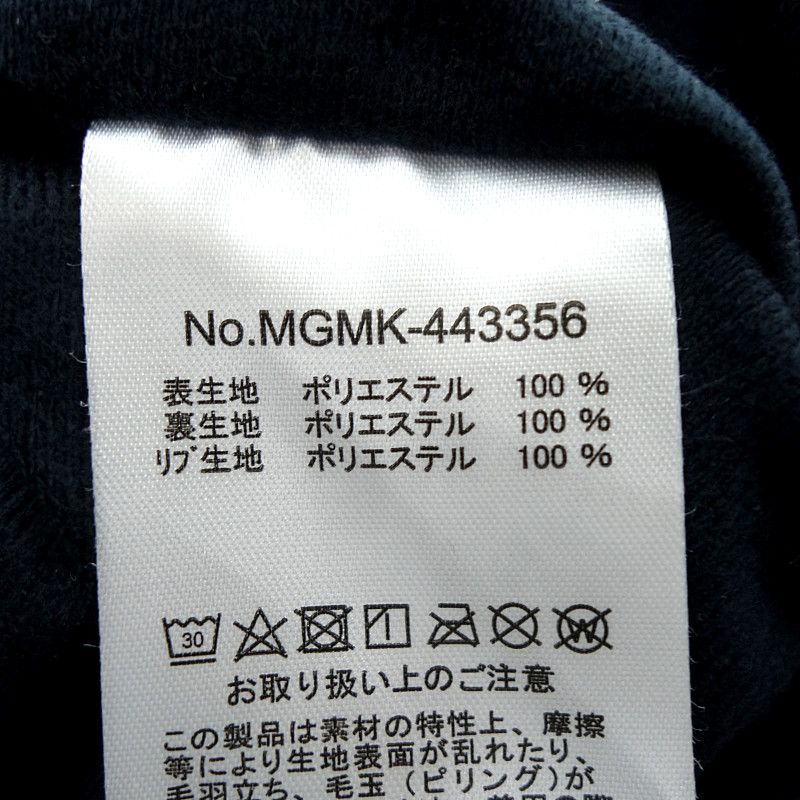 No.MGMK-443356
表生地 ポリエステル 100 %
裏生地 ポリエステル 100 %
リブ生地 ポリエステル 100 %
30
W
お取り扱い上のご注意
この製品は素材の特性上、摩擦
等により生地表面が乱れたり、
毛羽立ち、毛玉（ピリング）が